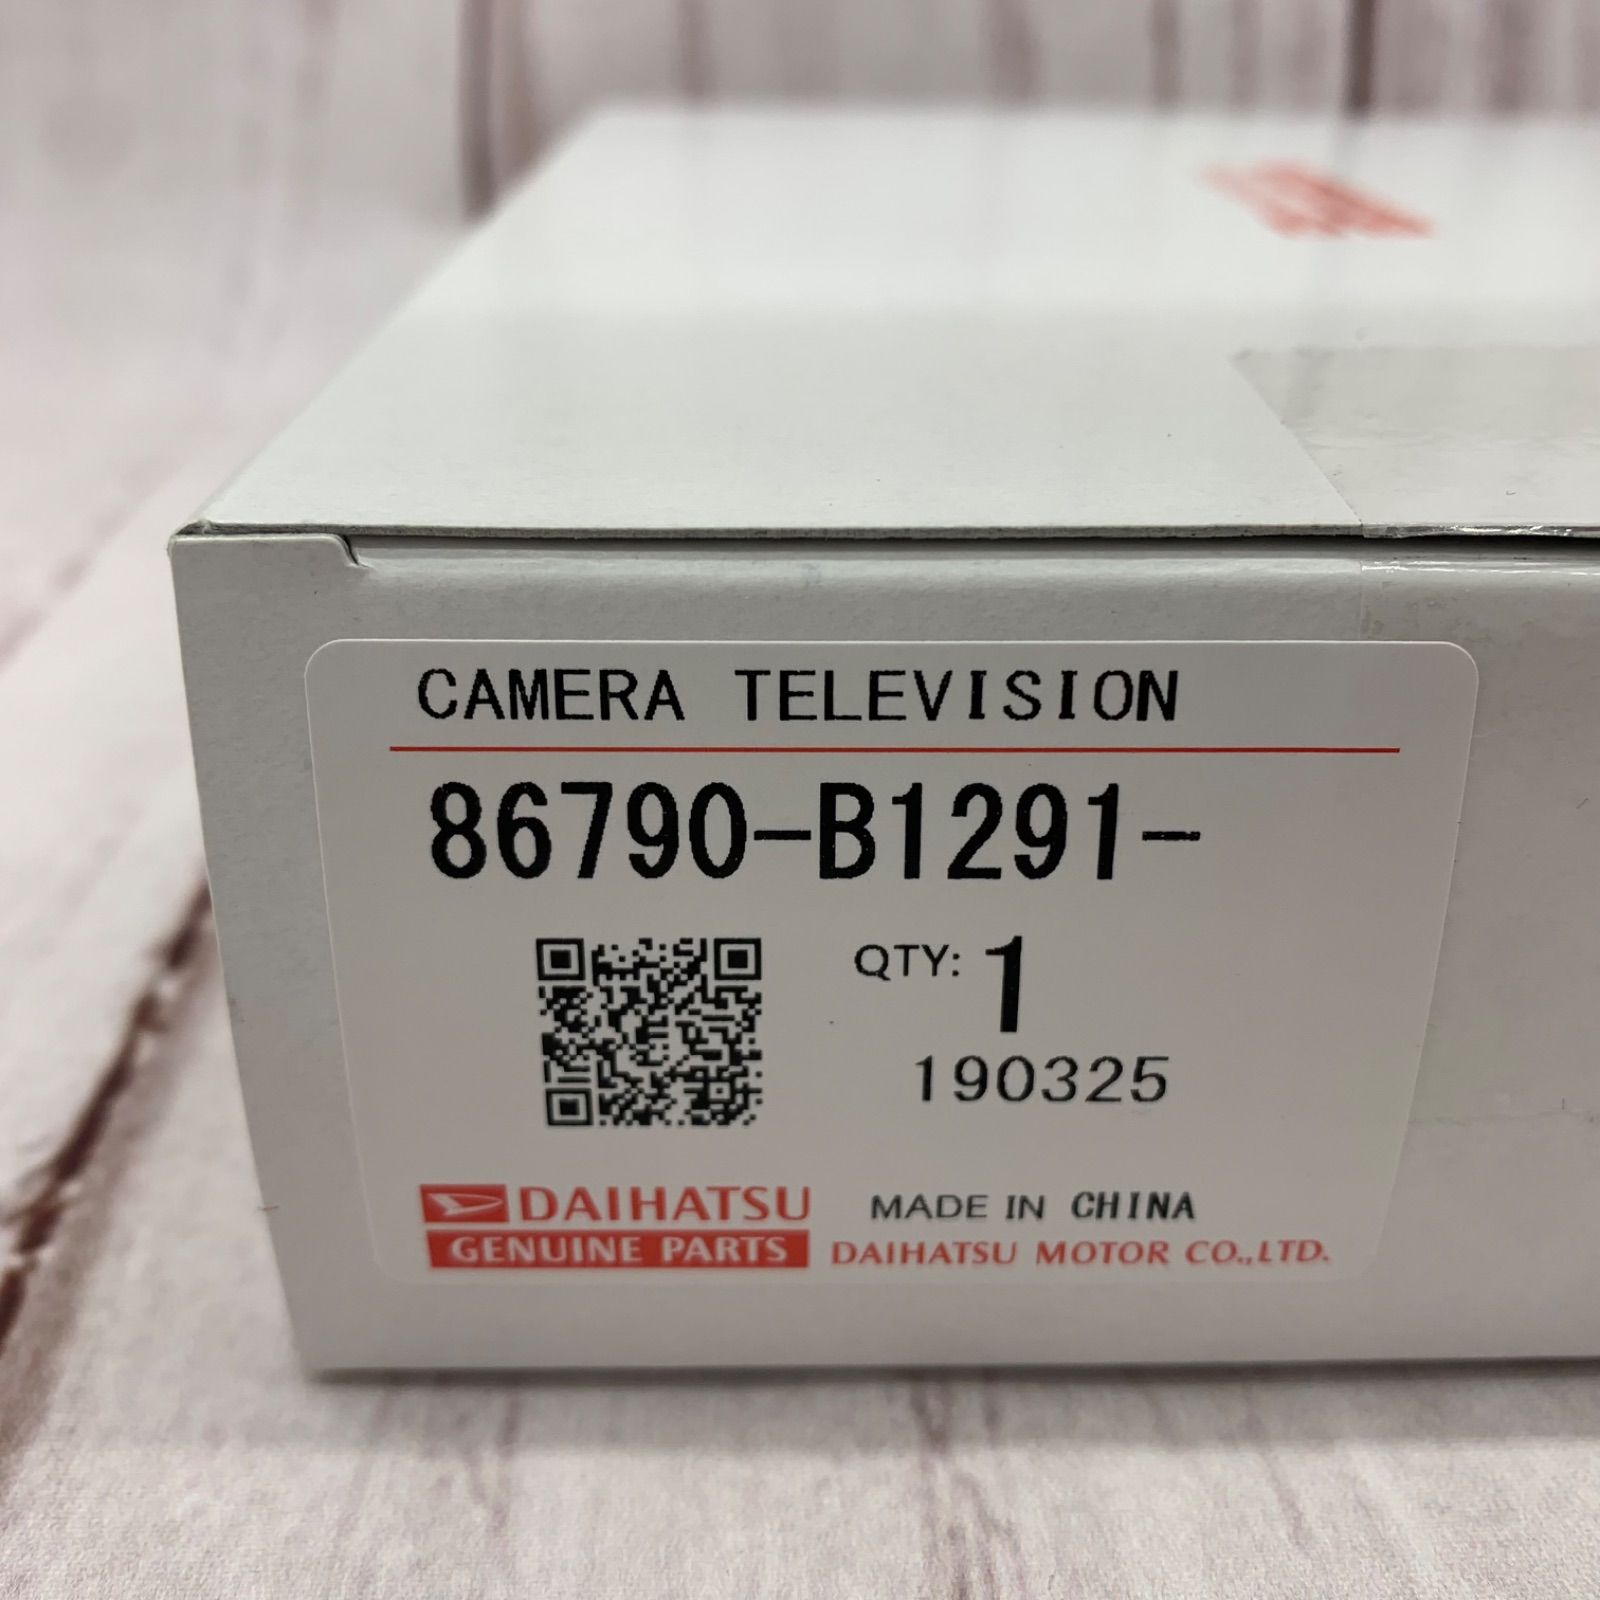 CAMERA TELEVISION
86790-B1291-
QTY: 1
190325
DAIHATSU MADE IN CHINA
GENUINE PARTS DAIHATSU MOTOR CO.,LTD.